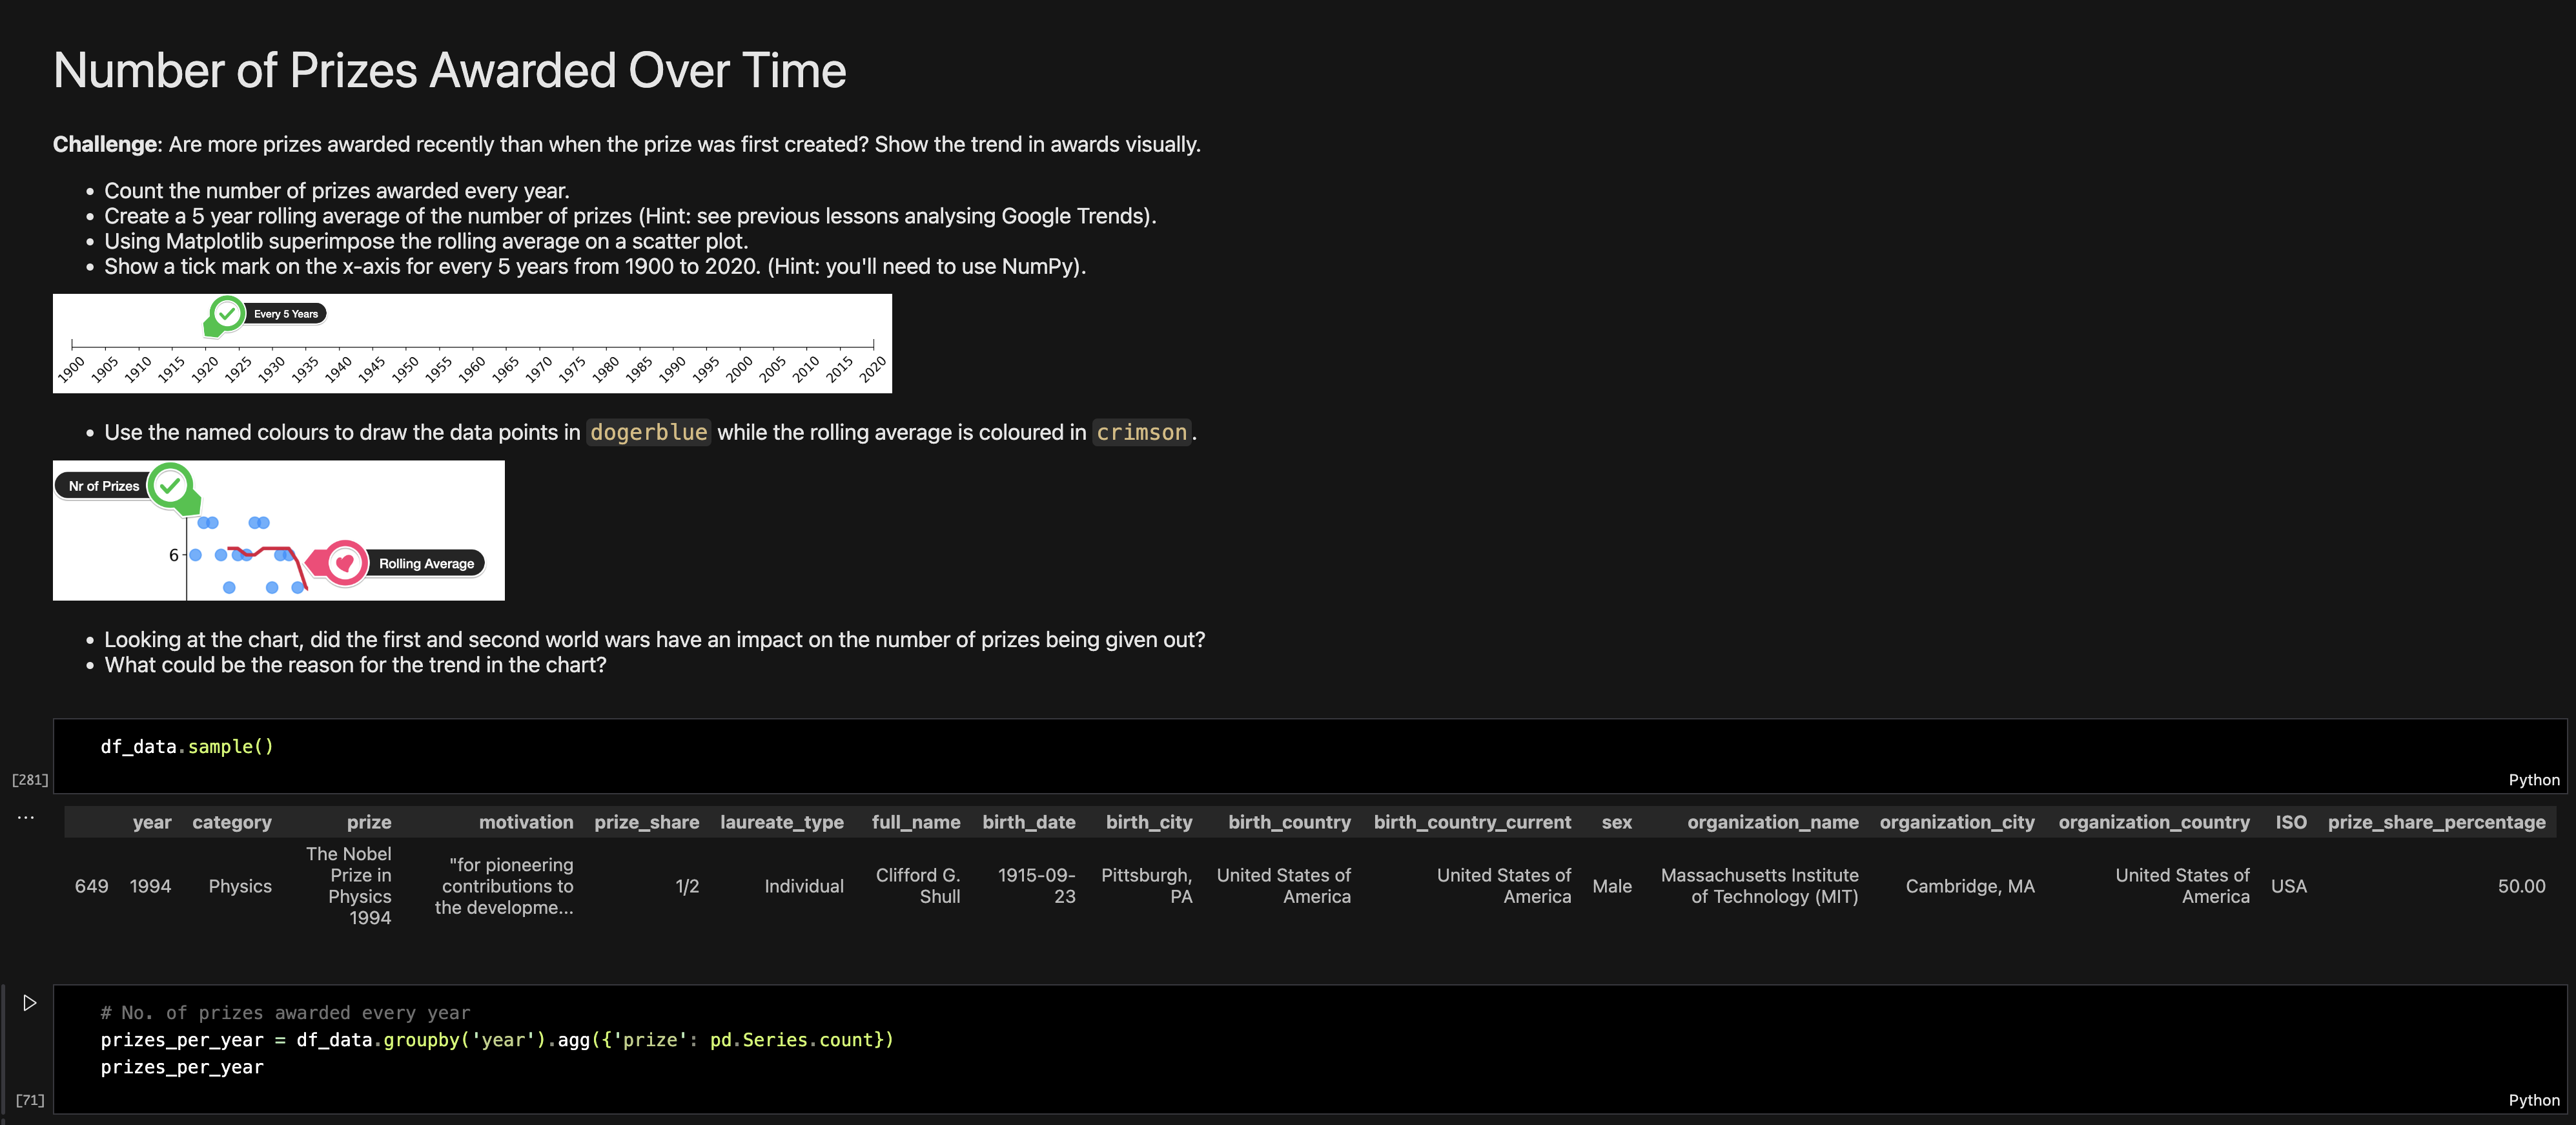 Number of Prizes Awarded Over Time
Challenge: Are more prizes awarded recently than when the prize was first created? Show the trend in awards visually.
• Count the number of prizes awarded every year.
• Create a 5 year rolling average of the number of prizes (Hint: see previous lessons analysing Google Trends).
• Using Matplotlib superimpose the rolling average on a scatter plot.
• Show a tick mark on the x-axis for every 5 years from 1900 to 2020. (Hint: you'll need to use NumPy).
Every 5 Years
1900 1905 1910 1915 1920 1925 1930 1935 1940 1945 1950 1955 1960 1965 1970 1975 1980 1985 1990 1995 2000 2005 2010 2015 2020
• Use the named colours to draw the data points in dogerblue while the rolling average is coloured in crimson.
Nr of Prizes
6
Rolling Average
• Looking at the chart, did the first and second world wars have an impact on the number of prizes being given out?
• What could be the reason for the trend in the chart?
df_data.sample()
[281]
Python
...
year category prize motivation prize_share laureate_type full_name birth_date birth_city birth_country birth_country_current sex organization_name organization_city organization_country ISO prize_share_percentage
649 1994 Physics
The Nobel
Prize in
Physics
1994
"for pioneering
contributions to
the developme...
1/2 Individual
Clifford G.
Shull
1915-09-
23
Pittsburgh,
PA
United States of
America
United States of
America
Male
Massachusetts Institute
of Technology (MIT)
Cambridge, MA
United States of
America
USA 50.00
# No. of prizes awarded every year
prizes_per_year = df_data.groupby('year').agg({'prize': pd.Series.count})
prizes_per_year
[71]
Python